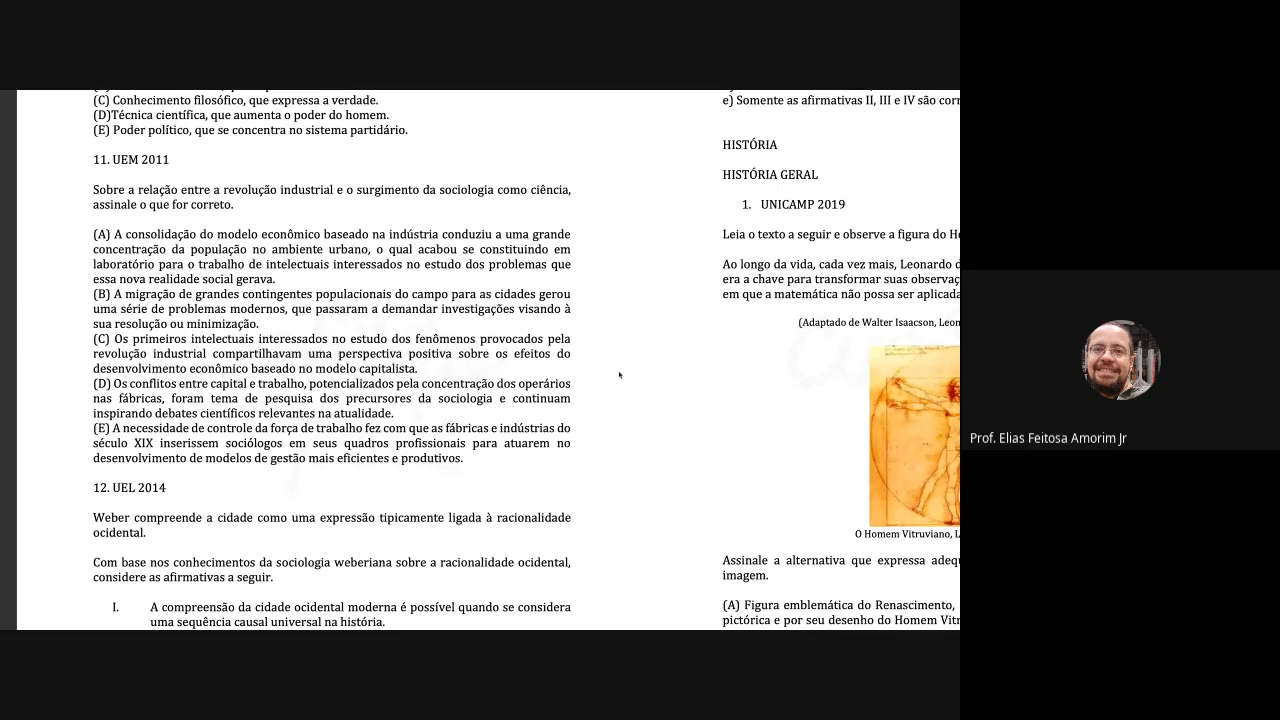 (C) Conhecimento filosófico, que expressa a verdade.
(D)Técnica científica, que aumenta o poder do homem.
(E) Poder político, que se concentra no sistema partidário.
11. UEM 2011
Sobre a relação entre a revolução industrial e o surgimento da sociologia como ciência,
assinale o que for correto.
(A) A consolidação do modelo econômico baseado na indústria conduziu a uma grande
concentração da população no ambiente urbano, o qual acabou se constituindo em
laboratório para o trabalho de intelectuais interessados no estudo dos problemas que
essa nova realidade social gerava.
(B) A migração de grandes contingentes populacionais do campo para as cidades gerou
uma série de problemas modernos, que passaram a demandar investigações visando à
sua resolução ou minimização.
(C) Os primeiros intelectuais interessados no estudo dos fenômenos provocados pela
revolução industrial compartilhavam uma perspectiva positiva sobre os efeitos do
desenvolvimento econômico baseado no modelo capitalista.
(D) Os conflitos entre capital e trabalho, potencializados pela concentração dos operários
nas fábricas, foram tema de pesquisa dos precursores da sociologia e continuam
inspirando debates científicos relevantes na atualidade.
(E) A necessidade de controle da força de trabalho fez com que as fábricas e indústrias do
século XIX inserissem sociólogos em seus quadros profissionais para atuarem no
desenvolvimento de modelos de gestão mais eficientes e produtivos.
12. UEL 2014
Weber compreende a cidade como uma expressão tipicamente ligada à racionalidade
ocidental.
Com base nos conhecimentos da sociologia weberiana sobre a racionalidade ocidental,
considere as afirmativas a seguir.
I. A compreensão da cidade ocidental moderna é possível quando se considera
uma sequência causal universal na história.
e) Somente as afirmativas II, III e IV são
HISTÓRIA
HISTÓRIA GERAL
1. UNICAMP 2019
Leia o texto a seguir e observe a figura do
Ao longo da vida, cada vez mais, Leonardo
era a chave para transformar suas
em que a matemática não possa ser aplicada
(Adaptado de Walter Isaacson,
O Homem Vitruviano,
Assinale a alternativa que expressa
imagem.
(A) Figura emblemática do Renascimento,
pictórica e por seu desenho do Homem
Prof. Elias Feitosa Amorim Jr